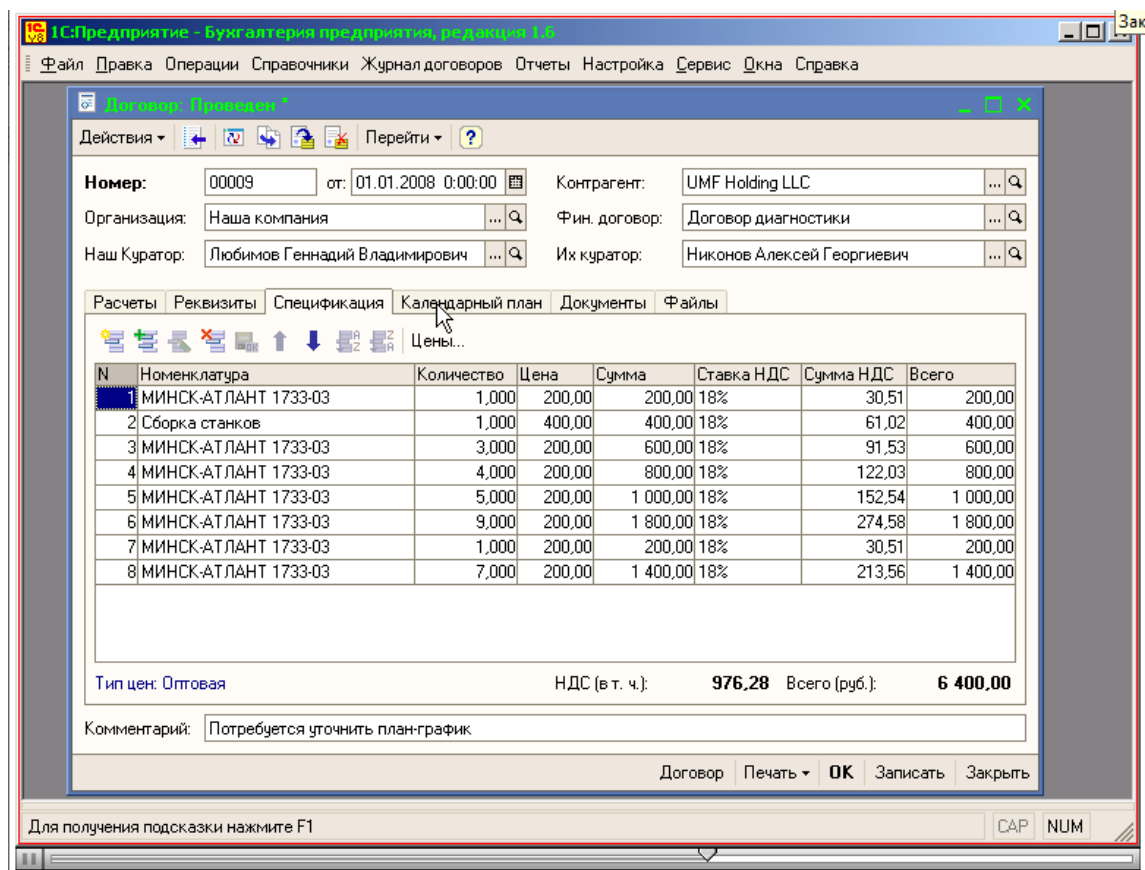 Зак
1С:Предприятие - Бухгалтерия предприятия, редакция 1.6
Файл Правка Операции Справочники Журнал договоров Отчеты Настройка Сервис Окна Справка
Договор: Проведен *
Действия Перейти ?
Номер: 00009 от: 01.01.2008 0:00:00 Контрагент: UMF Holding LLC ...
Организация: Наша компания ... Фин. договор: Договор диагностики ...
Наш Куратор: Любимов Геннадий Владимирович ... Их куратор: Никонов Алексей Георгиевич ...
Расчеты Реквизиты Спецификация Календарный план Документы Файлы
Цены...
N Номенклатура Количество Цена Сумма Ставка НДС Сумма НДС Всего
1 МИНСК-АТЛАНТ 1733-03 1,000 200,00 200,00 18% 30,51 200,00
2 Сборка станков 1,000 400,00 400,00 18% 61,02 400,00
3 МИНСК-АТЛАНТ 1733-03 3,000 200,00 600,00 18% 91,53 600,00
4 МИНСК-АТЛАНТ 1733-03 4,000 200,00 800,00 18% 122,03 800,00
5 МИНСК-АТЛАНТ 1733-03 5,000 200,00 1 000,00 18% 152,54 1 000,00
6 МИНСК-АТЛАНТ 1733-03 9,000 200,00 1 800,00 18% 274,58 1 800,00
7 МИНСК-АТЛАНТ 1733-03 1,000 200,00 200,00 18% 30,51 200,00
8 МИНСК-АТЛАНТ 1733-03 7,000 200,00 1 400,00 18% 213,56 1 400,00
Тип цен: Оптовая НДС (в т. ч.): 976,28 Всего (руб.): 6 400,00
Комментарий: Потребуется уточнить план-график
Договор Печать OK Записать Закрыть
Для получения подсказки нажмите F1 CAP NUM